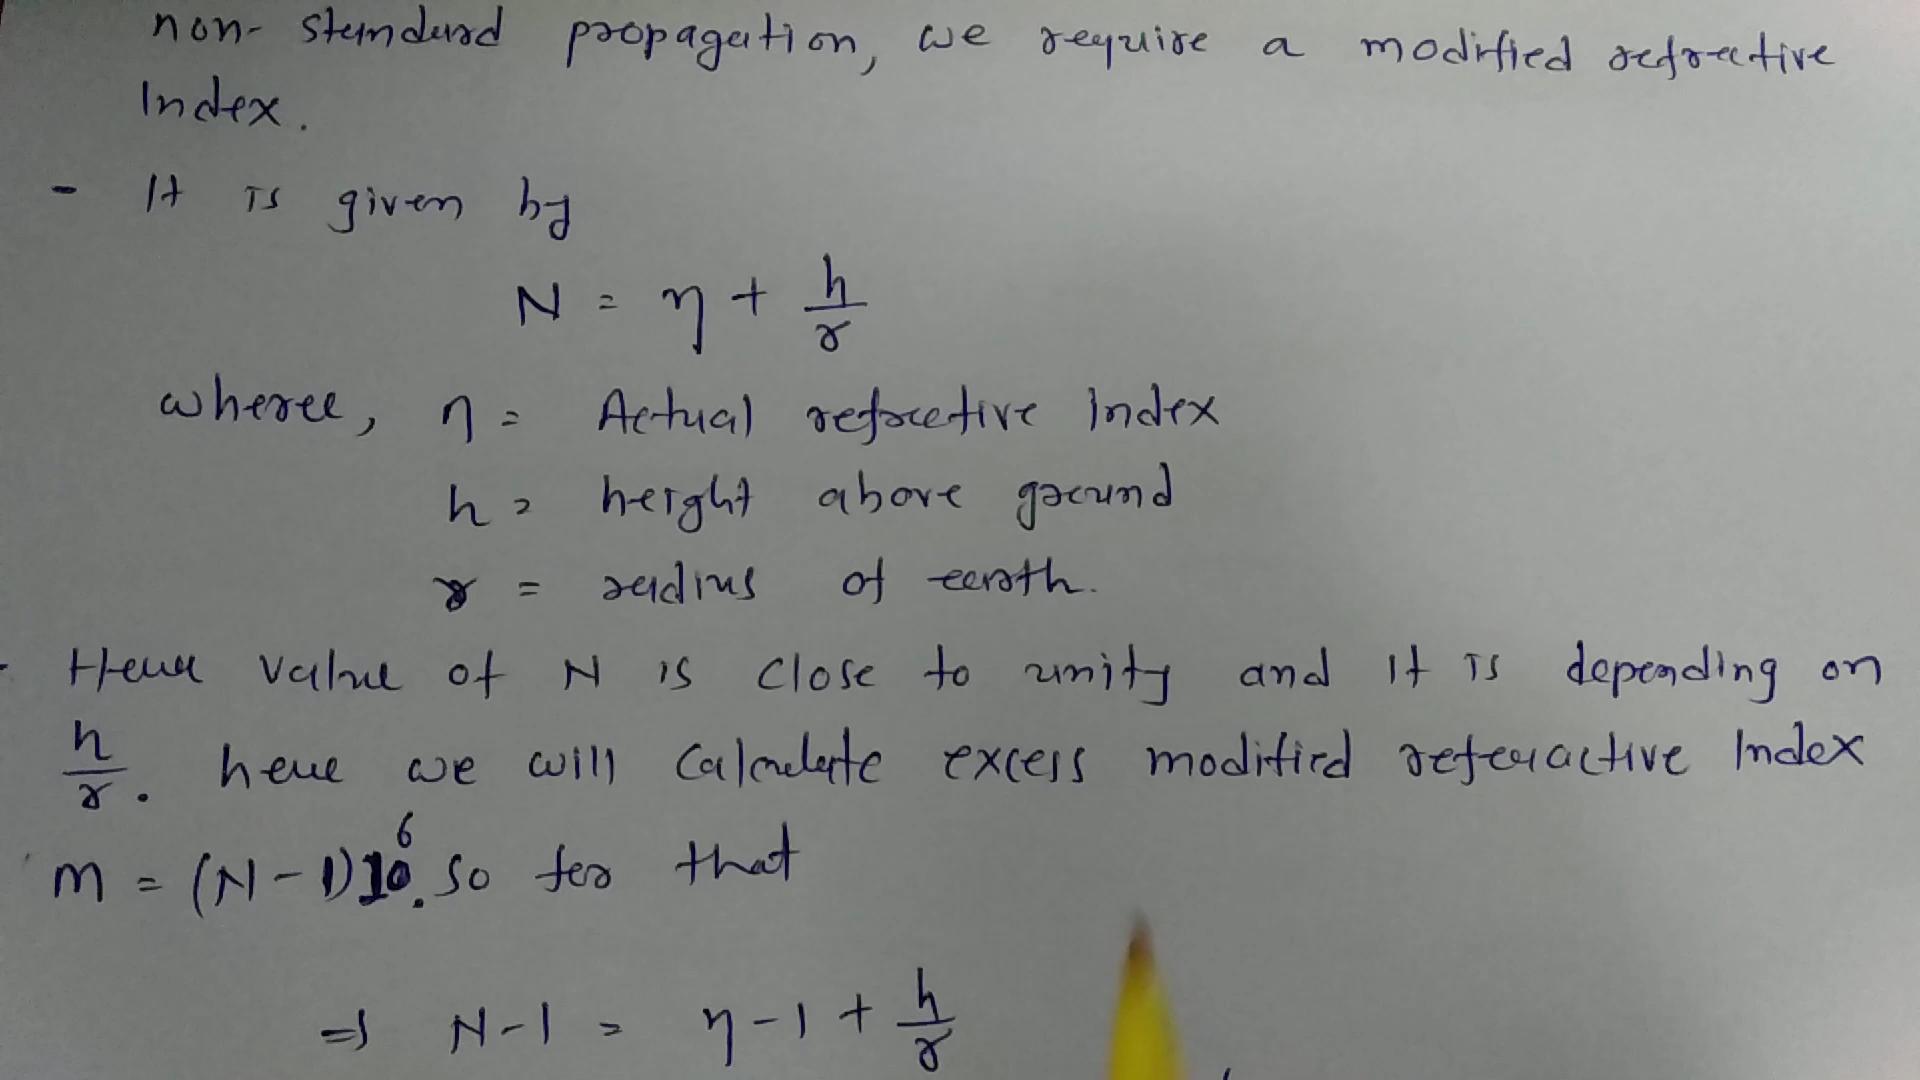 non-standard propagation, we require a modified refractive
Index.
- It is given by
N = η + h/r
where, η = Actual refractive Index
h = height above ground
r = radius of earth.
- Here value of N is close to unity and it is depending on
h/r. here we will calculate excess modified referactive Index
m = (N-1)10^6. so for that
⇒ N-1 = η-1 + h/r